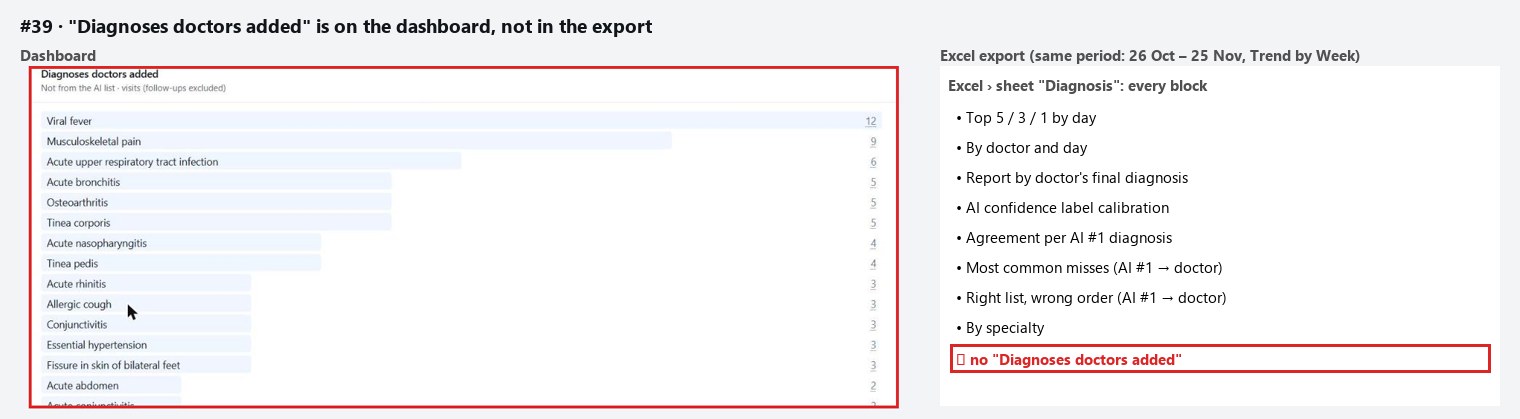 #39 · "Diagnoses doctors added" is on the dashboard, not in the export
Dashboard
Diagnoses doctors added
Not from the AI list · visits (follow-ups excluded)
Viral fever 12
Musculoskeletal pain 9
Acute upper respiratory tract infection 6
Acute bronchitis 5
Osteoarthritis 5
Tinea corporis 5
Acute nasopharyngitis 4
Tinea pedis 4
Acute rhinitis 3
Allergic cough 3
Conjunctivitis 3
Essential hypertension 3
Fissure in skin of bilateral feet 3
Acute abdomen 2
Excel export (same period: 26 Oct – 25 Nov, Trend by Week)
Excel › sheet "Diagnosis": every block
• Top 5 / 3 / 1 by day
• By doctor and day
• Report by doctor's final diagnosis
• AI confidence label calibration
• Agreement per AI #1 diagnosis
• Most common misses (AI #1 → doctor)
• Right list, wrong order (AI #1 → doctor)
• By specialty
no "Diagnoses doctors added"